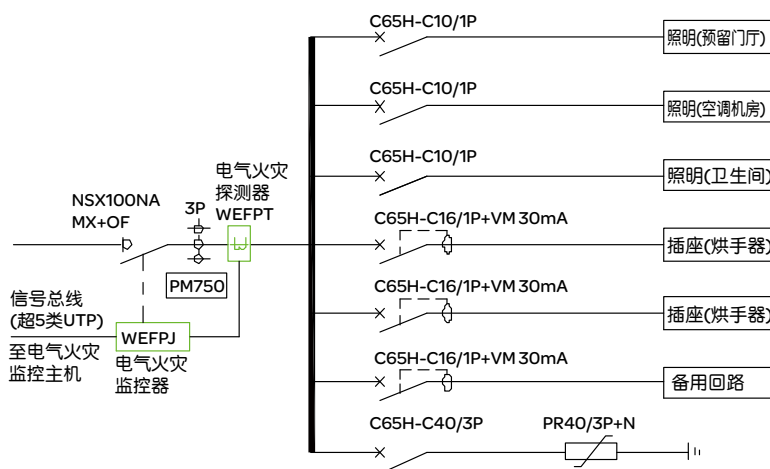 C65H-C10/1P
照明(预留门厅)
C65H-C10/1P
照明(空调机房)
C65H-C10/1P
照明(卫生间)
电气火灾
探测器
WEFPT
NSX100NA
MX+OF
3P
PM750
C65H-C16/1P+VM 30mA
插座(烘手器)
信号总线
(超5类UTP)
至电气火灾
监控主机
WEFPJ
电气火灾
监控器
C65H-C16/1P+VM 30mA
插座(烘手器)
C65H-C16/1P+VM 30mA
备用回路
C65H-C40/3P
PR40/3P+N